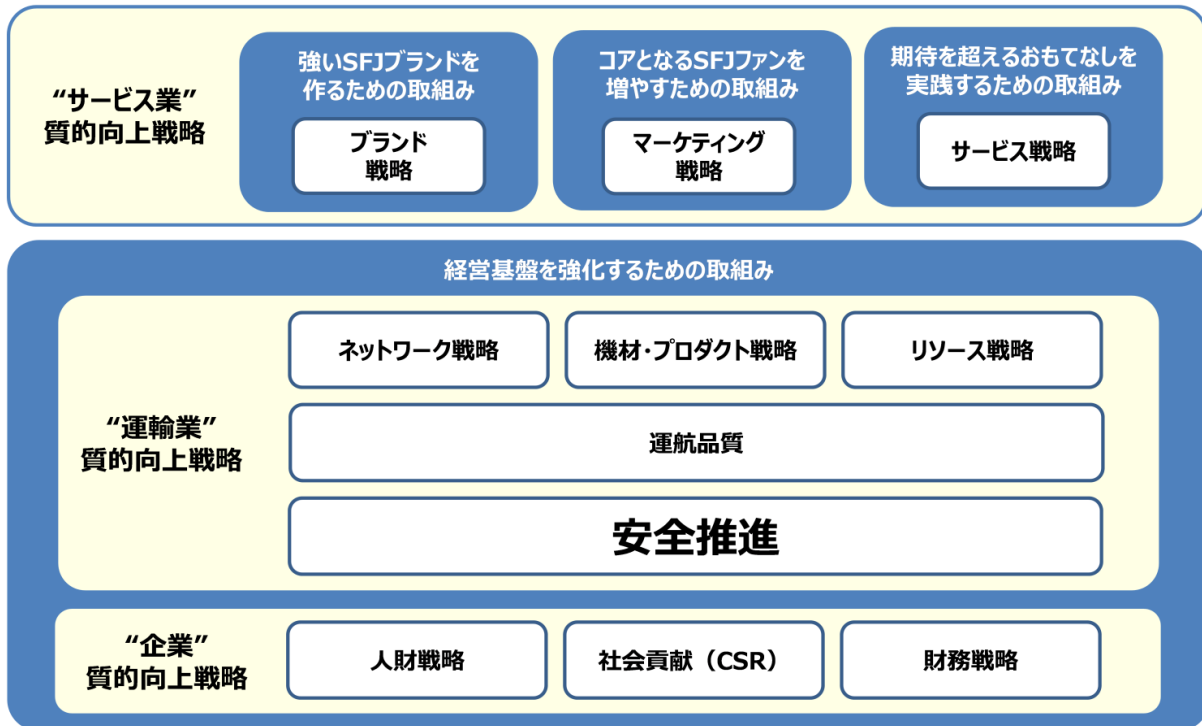 “サービス業”
質的向上戦略
強いSFJブランドを
作るための取組み
ブランド
戦略
コアとなるSFJファンを
増やすための取組み
マーケティング
戦略
期待を超えるおもてなしを
実践するための取組み
サービス戦略
経営基盤を強化するための取組み
“運輸業”
質的向上戦略
ネットワーク戦略
機材・プロダクト戦略
リソース戦略
運航品質
安全推進
“企業”
質的向上戦略
人財戦略
社会貢献（CSR）
財務戦略